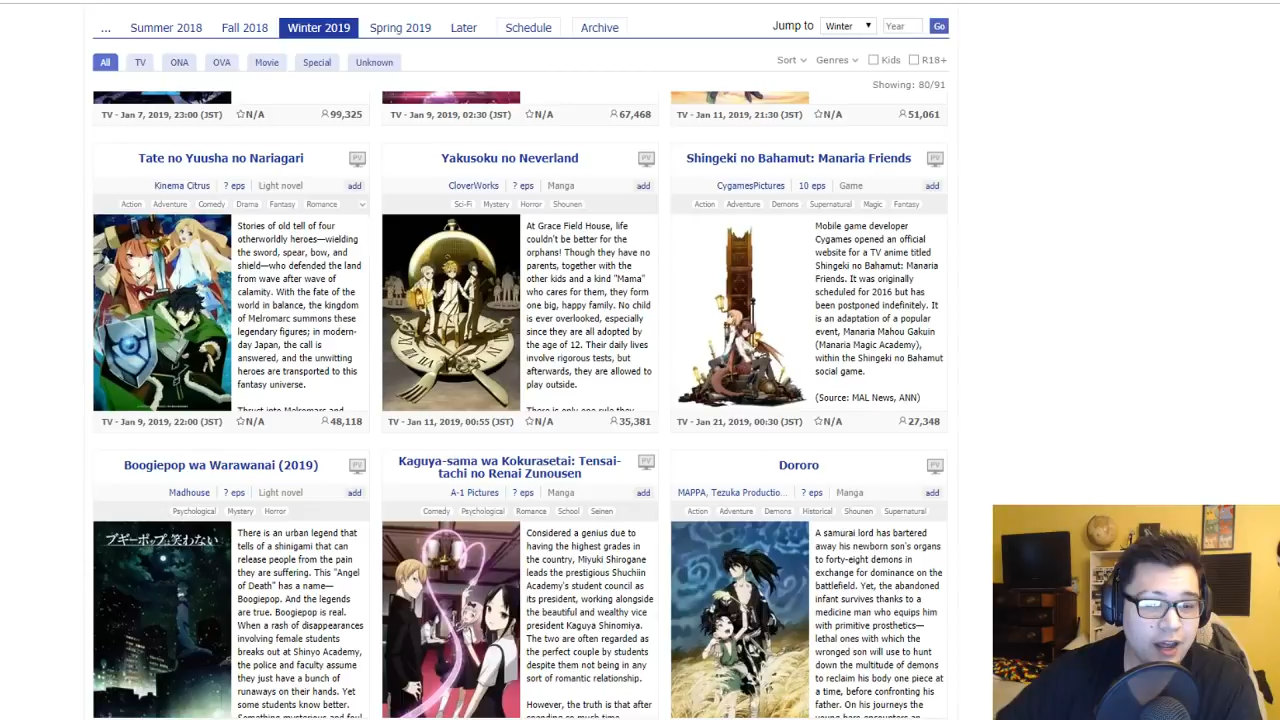 ... Summer 2018 Fall 2018 Winter 2019 Spring 2019 Later Schedule Archive Jump to Winter Year Go
All TV ONA OVA Movie Special Unknown Sort Genres Kids R18+
Showing: 80/91
TV - Jan 7, 2019, 23:00 (JST) N/A 99,325
TV - Jan 9, 2019, 02:30 (JST) N/A 67,468
TV - Jan 11, 2019, 21:30 (JST) N/A 51,061
Tate no Yuusha no Nariagari PV
Kinema Citrus ? eps Light novel add
Action Adventure Comedy Drama Fantasy Romance
Stories of old tell of four
otherworldly heroes—wielding
the sword, spear, bow, and
shield—who defended the land
from wave after wave of
calamity. With the fate of the
world in balance, the kingdom
of Melromarc summons these
legendary figures; in modern-
day Japan, the call is
answered, and the unwitting
heroes are transported to this
fantasy universe.
Thrust into Melromarc and
TV - Jan 9, 2019, 22:00 (JST) N/A 48,118
Yakusoku no Neverland PV
CloverWorks ? eps Manga add
Sci-Fi Mystery Horror Shounen
At Grace Field House, life
couldn't be better for the
orphans! Though they have no
parents, together with the
other kids and a kind "Mama"
who cares for them, they form
one big, happy family. No child
is ever overlooked, especially
since they are all adopted by
the age of 12. Their daily lives
involve rigorous tests, but
afterwards, they are allowed to
play outside.
There is only one rule they
TV - Jan 11, 2019, 00:55 (JST) N/A 35,381
Shingeki no Bahamut: Manaria Friends PV
CygamesPictures 10 eps Game add
Action Adventure Demons Supernatural Magic Fantasy
Mobile game developer
Cygames opened an official
website for a TV anime titled
Shingeki no Bahamut: Manaria
Friends. It was originally
scheduled for 2016 but has
been postponed indefinitely. It
is an adaptation of a popular
event, Manaria Mahou Gakuin
(Manaria Magic Academy),
within the Shingeki no Bahamut
social game.
(Source: MAL News, ANN)
TV - Jan 21, 2019, 00:30 (JST) N/A 27,348
Boogiepop wa Warawanai (2019) PV
Madhouse ? eps Light novel add
Psychological Mystery Horror
ブギーポップは笑わない
There is an urban legend that
tells of a shinigami that can
release people from the pain
they are suffering. This "Angel
of Death" has a name—
Boogiepop. And the legends
are true. Boogiepop is real.
When a rash of disappearances
involving female students
breaks out at Shinyo Academy,
the police and faculty assume
they just have a bunch of
runaways on their hands. Yet
some students know better.
Something mysterious and foul
Kaguya-sama wa Kokurasetai: Tensai-
tachi no Renai Zunousen PV
A-1 Pictures ? eps Manga add
Comedy Psychological Romance School Seinen
Considered a genius due to
having the highest grades in
the country, Miyuki Shirogane
leads the prestigious Shuchiin
Academy's student council as
its president, working alongside
the beautiful and wealthy vice
president Kaguya Shinomiya.
The two are often regarded as
the perfect couple by students
despite them not being in any
sort of romantic relationship.
However, the truth is that after
spending so much time
Dororo PV
MAPPA, Tezuka Productio... ? eps Manga add
Action Adventure Demons Historical Shounen Supernatural
A samurai lord has bartered
away his newborn son's organs
to forty-eight demons in
exchange for dominance on the
battlefield. Yet, the abandoned
infant survives thanks to a
medicine man who equips him
with primitive prosthetics—
lethal ones with which the
wronged son will use to hunt
down the multitude of demons
to reclaim his body one piece at
a time, before confronting his
father. On his journeys the
young hero encounters an